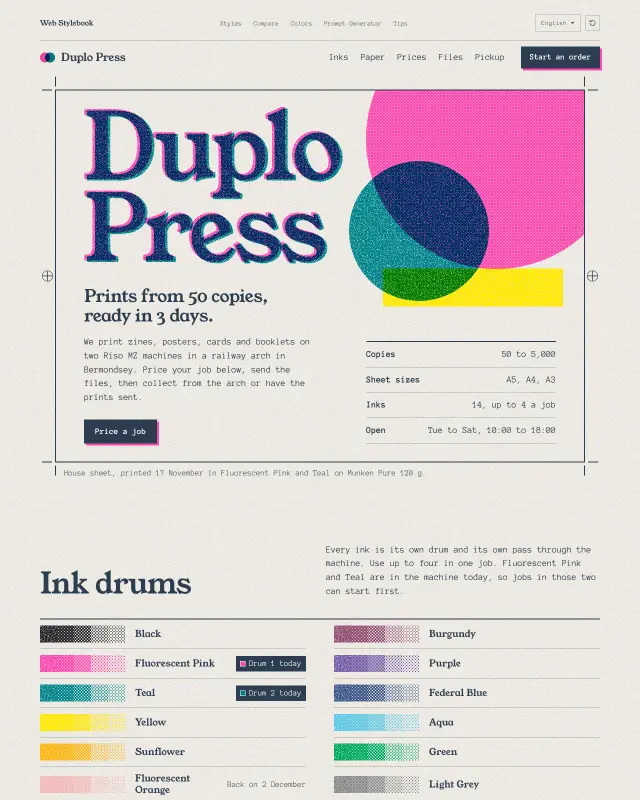 Web Stylebook
Styles Compare Colors Prompt Generator Tips
English
Duplo Press
Inks Paper Prices Files Pickup
Start an order
Duplo
Press
Prints from 50 copies,
ready in 3 days.
We print zines, posters, cards and booklets on
two Riso MZ machines in a railway arch in
Bermondsey. Price your job below, send the
files, then collect from the arch or have the
prints sent.
Price a job
Copies 50 to 5,000
Sheet sizes A5, A4, A3
Inks 14, up to 4 a job
Open Tue to Sat, 10:00 to 18:00
House sheet, printed 17 November in Fluorescent Pink and Teal on Munken Pure 120 g.
Ink drums
Every ink is its own drum and its own pass through the
machine. Use up to four in one job. Fluorescent Pink
and Teal are in the machine today, so jobs in those two
can start first.
Black
Burgundy
Fluorescent Pink Drum 1 today
Purple
Teal Drum 2 today
Federal Blue
Yellow
Aqua
Sunflower
Green
Fluorescent
Orange
Back on 2 December
Light Grey